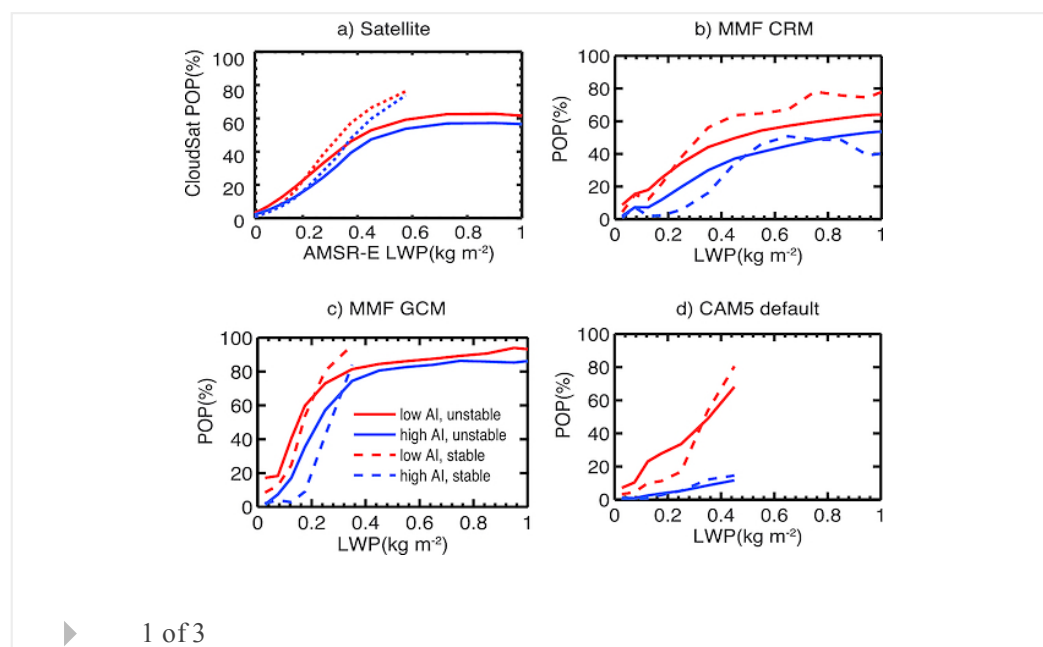 a) Satellite
CloudSat POP(%)
100
80
60
40
20
0
0 0.2 0.4 0.6 0.8 1
AMSR-E LWP(kg m⁻²)
b) MMF CRM
POP(%)
100
80
60
40
20
0
0 0.2 0.4 0.6 0.8 1
LWP(kg m⁻²)
c) MMF GCM
POP(%)
100
80
60
40
20
0
low AI, unstable
high AI, unstable
low AI, stable
high AI, stable
0 0.2 0.4 0.6 0.8 1
LWP(kg m⁻²)
d) CAM5 default
POP(%)
100
80
60
40
20
0
0 0.2 0.4 0.6 0.8 1
LWP(kg m⁻²)
1 of 3